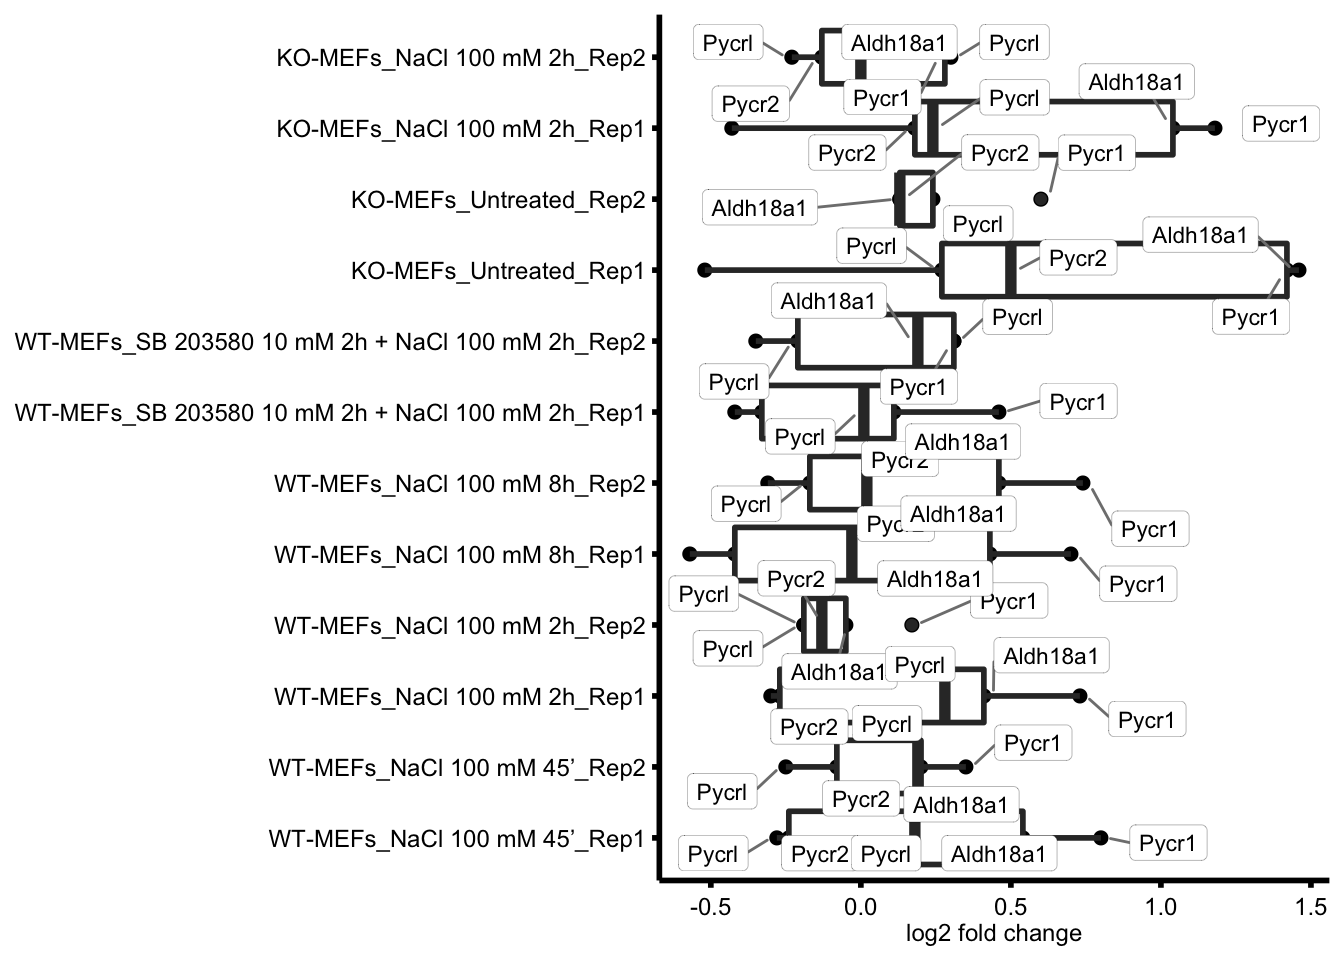 KO-MEFs_NaCl 100 mM 2h_Rep2
Pycrl
Aldh18a1
Pycrl
Pycr2
Pycr1
KO-MEFs_NaCl 100 mM 2h_Rep1
Pycrl
Aldh18a1
Pycr1
Pycr2
KO-MEFs_Untreated_Rep2
Pycr2
Pycr1
Aldh18a1
Pycrl
KO-MEFs_Untreated_Rep1
Pycrl
Aldh18a1
Pycr2
Pycr1
WT-MEFs_SB 203580 10 mM 2h + NaCl 100 mM 2h_Rep2
Aldh18a1
Pycrl
Pycrl
Pycr1
WT-MEFs_SB 203580 10 mM 2h + NaCl 100 mM 2h_Rep1
Pycr1
Pycrl
Aldh18a1
WT-MEFs_NaCl 100 mM 8h_Rep2
Pycr2
Pycrl
Aldh18a1
Pycr1
WT-MEFs_NaCl 100 mM 8h_Rep1
Aldh18a1
Pycr1
WT-MEFs_NaCl 100 mM 2h_Rep2
Pycrl
Pycr2
Pycr1
Pycrl
Aldh18a1
WT-MEFs_NaCl 100 mM 2h_Rep1
Pycrl
Aldh18a1
Pycr1
Pycr2
Pycrl
WT-MEFs_NaCl 100 mM 45’_Rep2
Pycr1
Pycrl
Pycr2
Aldh18a1
WT-MEFs_NaCl 100 mM 45’_Rep1
Pycrl
Pycr2
Pycrl
Aldh18a1
Pycr1
-0.5
0.0
0.5
1.0
1.5
log2 fold change